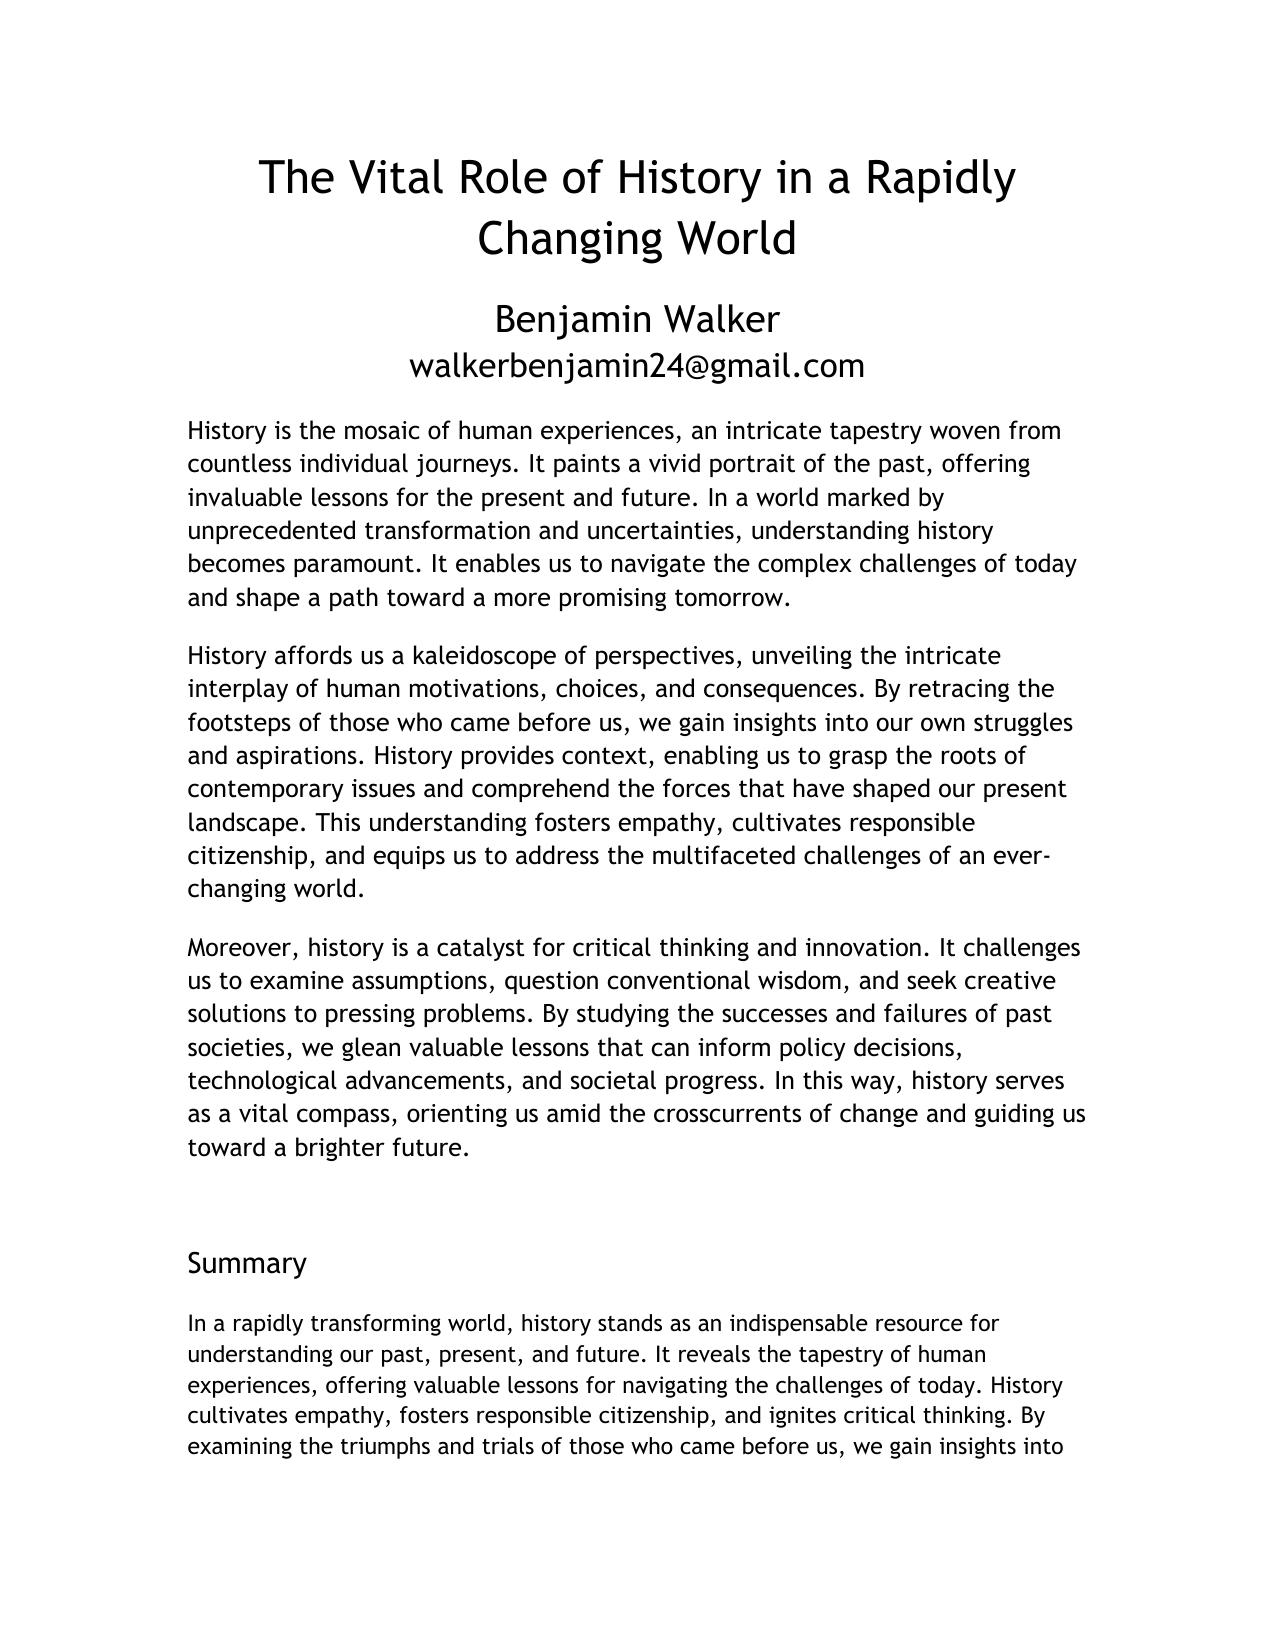 The Vital Role of History in a Rapidly
Changing World
Benjamin Walker
walkerbenjamin24@gmail.com
History is the mosaic of human experiences, an intricate tapestry woven from
countless individual journeys. It paints a vivid portrait of the past, offering
invaluable lessons for the present and future. In a world marked by
unprecedented transformation and uncertainties, understanding history
becomes paramount. It enables us to navigate the complex challenges of today
and shape a path toward a more promising tomorrow.
History affords us a kaleidoscope of perspectives, unveiling the intricate
interplay of human motivations, choices, and consequences. By retracing the
footsteps of those who came before us, we gain insights into our own struggles
and aspirations. History provides context, enabling us to grasp the roots of
contemporary issues and comprehend the forces that have shaped our present
landscape. This understanding fosters empathy, cultivates responsible
citizenship, and equips us to address the multifaceted challenges of an ever-
changing world.
Moreover, history is a catalyst for critical thinking and innovation. It challenges
us to examine assumptions, question conventional wisdom, and seek creative
solutions to pressing problems. By studying the successes and failures of past
societies, we glean valuable lessons that can inform policy decisions,
technological advancements, and societal progress. In this way, history serves
as a vital compass, orienting us amid the crosscurrents of change and guiding us
toward a brighter future.
Summary
In a rapidly transforming world, history stands as an indispensable resource for
understanding our past, present, and future. It reveals the tapestry of human
experiences, offering valuable lessons for navigating the challenges of today. History
cultivates empathy, fosters responsible citizenship, and ignites critical thinking. By
examining the triumphs and trials of those who came before us, we gain insights into